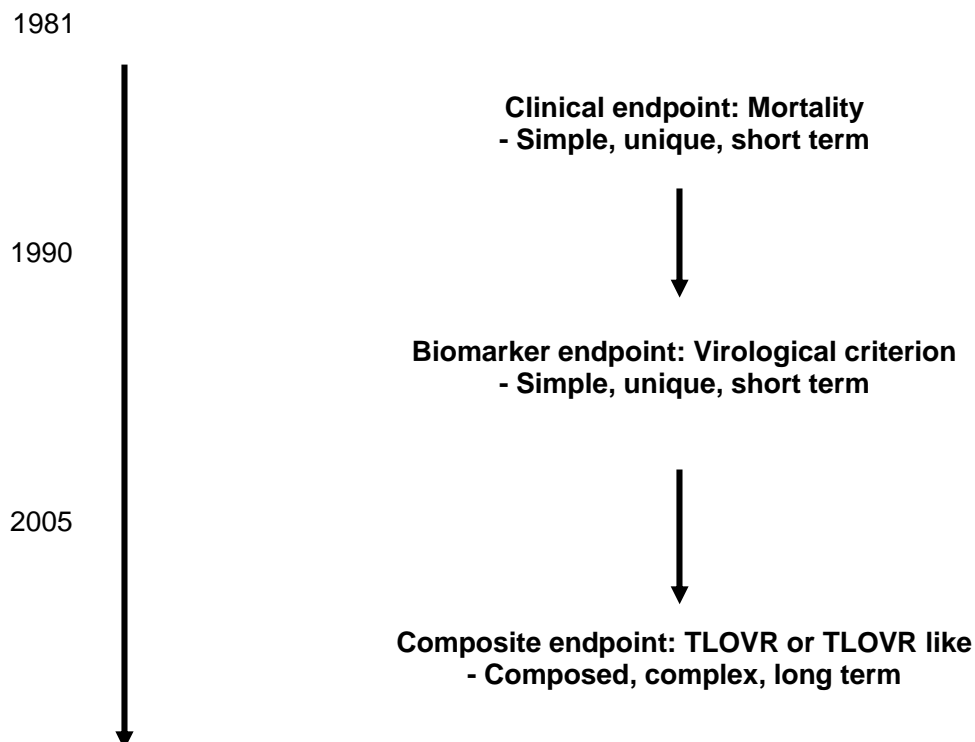 1981
Clinical endpoint: Mortality
- Simple, unique, short term
1990
Biomarker endpoint: Virological criterion
- Simple, unique, short term
2005
Composite endpoint: TLOVR or TLOVR like
- Composed, complex, long term